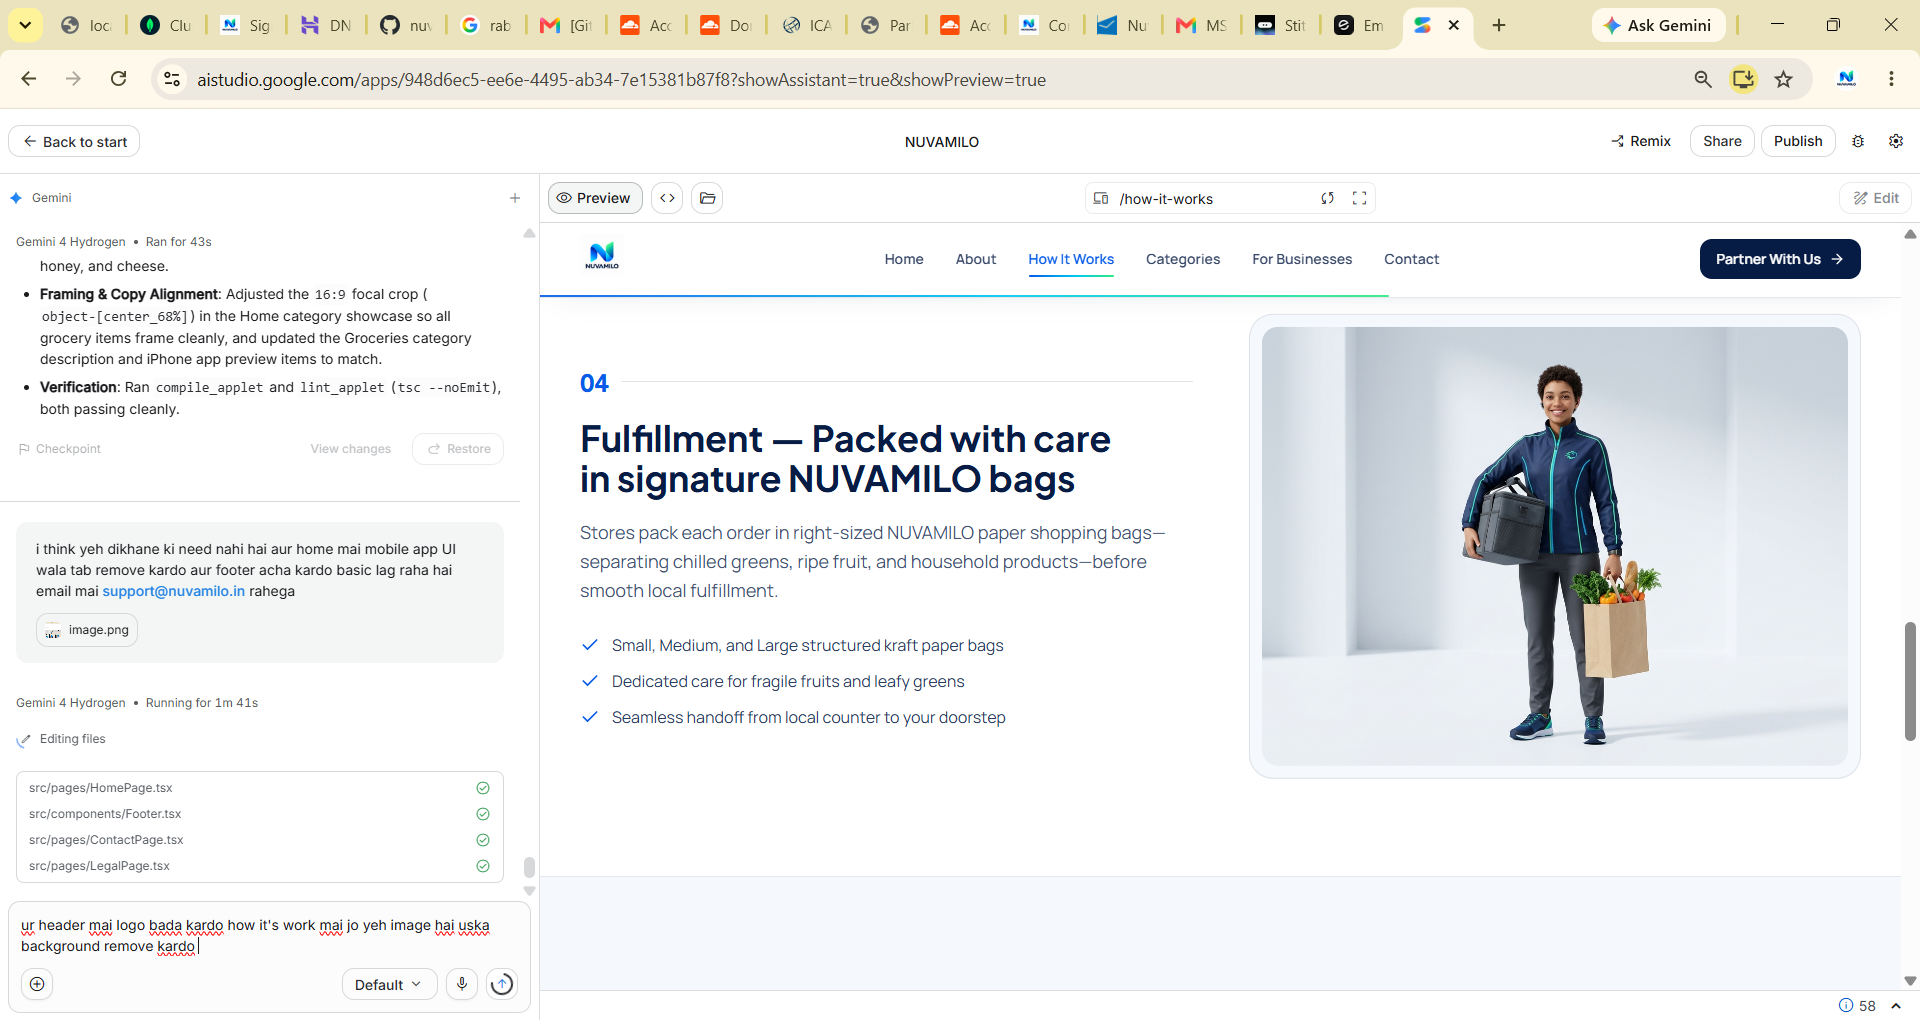 loca
Clu
Sig
DN
nuv
rab
[Git
Acc
Dor
ICA
Par
Acc
Cor
Nu
MS
Stit
Em
Ask Gemini
aistudio.google.com/apps/948d6ec5-ee6e-4495-ab34-7e15381b87f8?showAssistant=true&showPreview=true
NUVAMILO
Back to start
NUVAMILO
Remix
Share
Publish
Gemini
Preview
/how-it-works
Edit
Gemini 4 Hydrogen • Ran for 43s
honey, and cheese.
• Framing & Copy Alignment: Adjusted the 16:9 focal crop (
object-[center_68%]) in the Home category showcase so all
grocery items frame cleanly, and updated the Groceries category
description and iPhone app preview items to match.
• Verification: Ran compile_applet and lint_applet (tsc --noEmit),
both passing cleanly.
Checkpoint
View changes
Restore
i think yeh dikhane ki need nahi hai aur home mai mobile app UI
wala tab remove kardo aur footer acha kardo basic lag raha hai
email mai support@nuvamilo.in rahega
image.png
Gemini 4 Hydrogen • Running for 1m 41s
Editing files
src/pages/HomePage.tsx
src/components/Footer.tsx
src/pages/ContactPage.tsx
src/pages/LegalPage.tsx
ur header mai logo bada kardo how it's work mai jo yeh image hai uska
background remove kardo
Default
NUVAMILO
Home
About
How It Works
Categories
For Businesses
Contact
Partner With Us
04
Fulfillment — Packed with care
in signature NUVAMILO bags
Stores pack each order in right-sized NUVAMILO paper shopping bags—
separating chilled greens, ripe fruit, and household products—before
smooth local fulfillment.
Small, Medium, and Large structured kraft paper bags
Dedicated care for fragile fruits and leafy greens
Seamless handoff from local counter to your doorstep
58